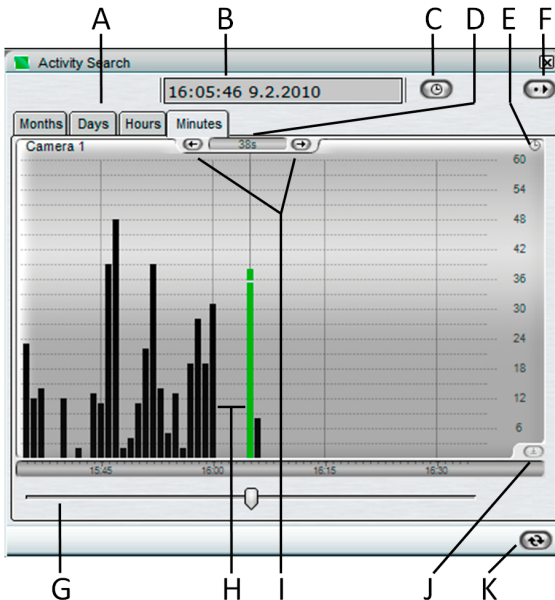 A B C D E F
Activity Search
16:05:46 9.2.2010
Months Days Hours Minutes
Camera 1
38s
60
54
48
42
36
30
24
18
12
6
15:45 16:00 16:15 16:30
G H I J K